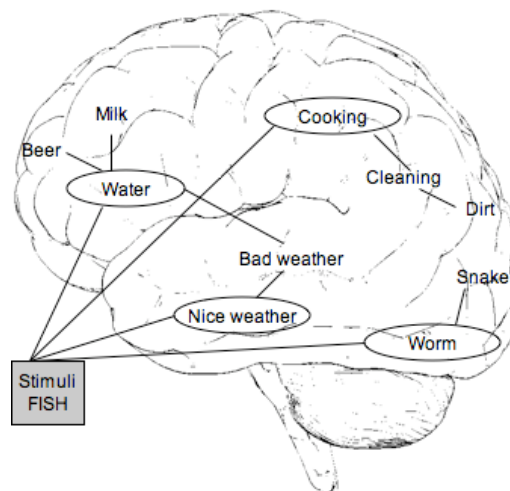 Milk
Cooking
Beer
Water
Cleaning
Dirt
Bad weather
Snake
Nice weather
Worm
Stimuli
FISH